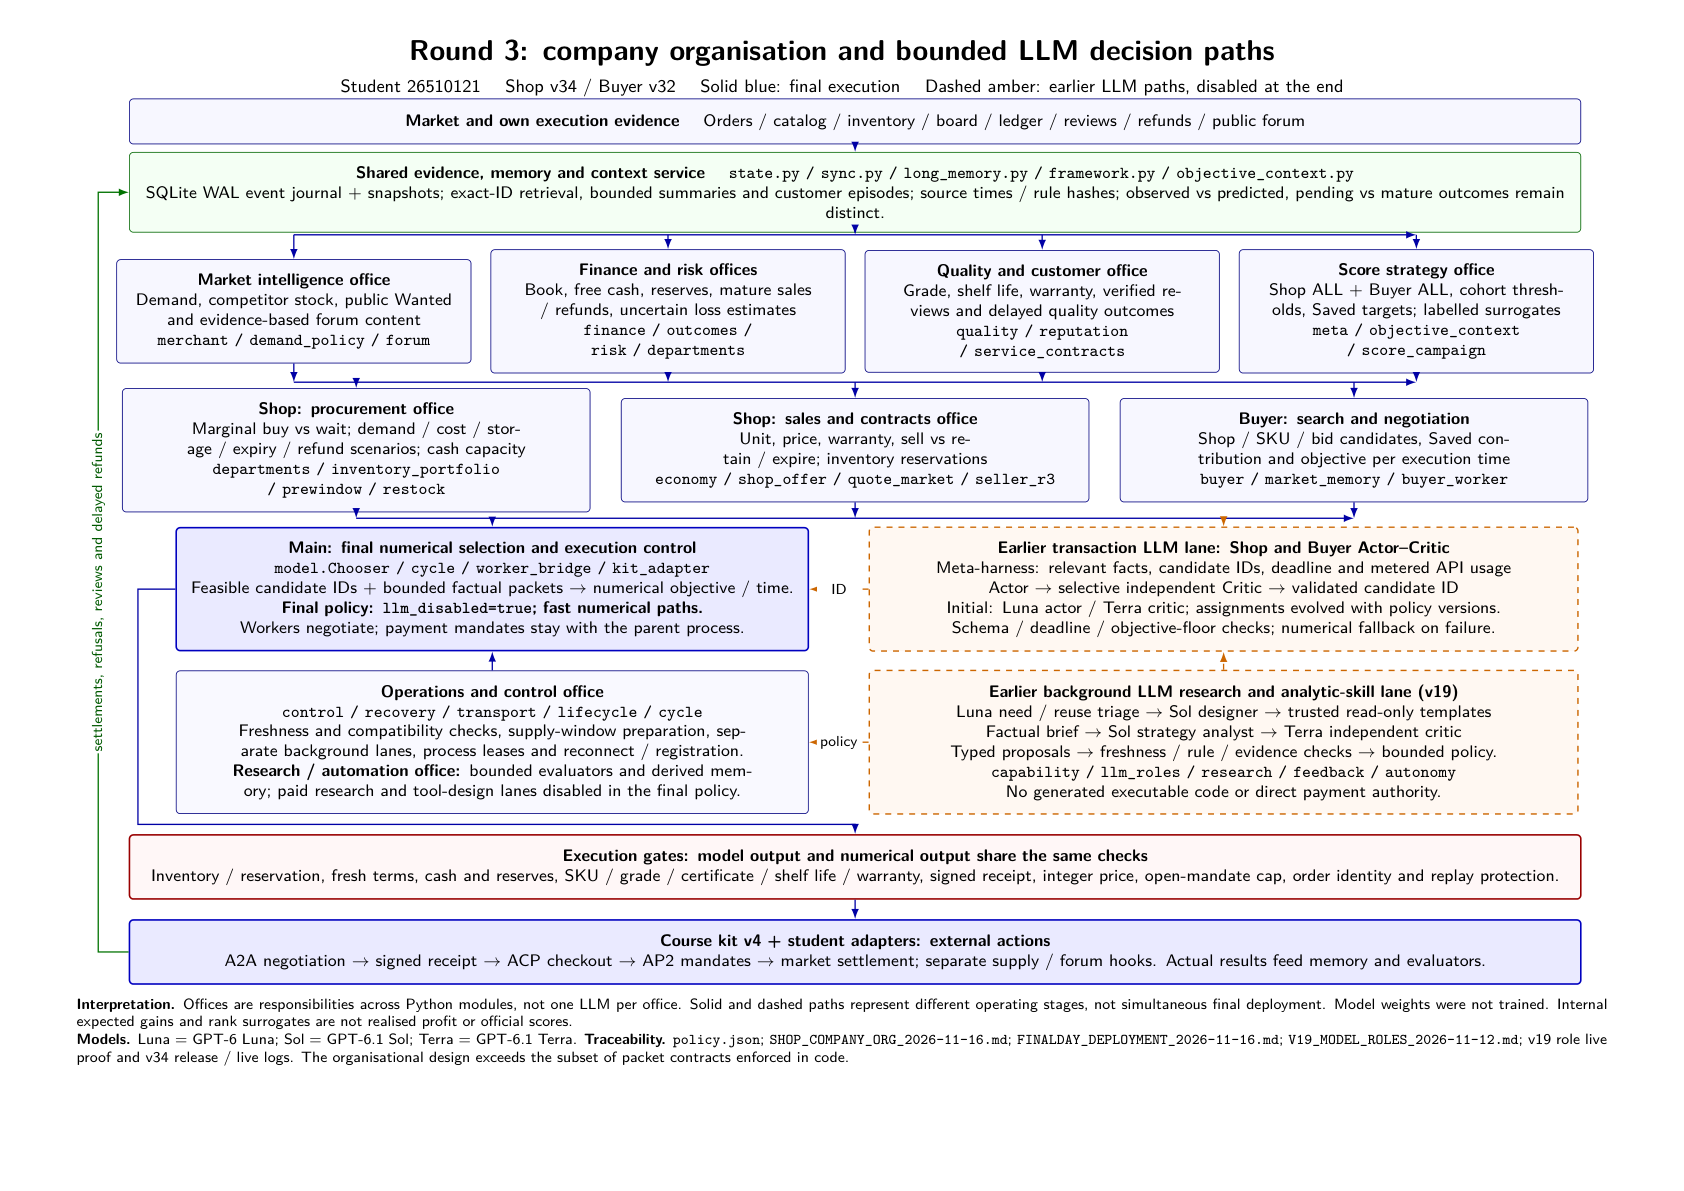 Round 3: company organisation and bounded LLM decision paths
Student 26510121 Shop v34 / Buyer v32 Solid blue: final execution Dashed amber: earlier LLM paths, disabled at the end
Market and own execution evidence Orders / catalog / inventory / board / ledger / reviews / refunds / public forum
Shared evidence, memory and context service state.py / sync.py / long_memory.py / framework.py / objective_context.py
SQLite WAL event journal + snapshots; exact-ID retrieval, bounded summaries and customer episodes; source times / rule hashes; observed vs predicted, pending vs mature outcomes remain
distinct.
Market intelligence office
Demand, competitor stock, public Wanted
and evidence-based forum content
merchant / demand_policy / forum
Finance and risk offices
Book, free cash, reserves, mature sales
/ refunds, uncertain loss estimates
finance / outcomes /
risk / departments
Quality and customer office
Grade, shelf life, warranty, verified re-
views and delayed quality outcomes
quality / reputation
/ service_contracts
Score strategy office
Shop ALL + Buyer ALL, cohort thresh-
olds, Saved targets; labelled surrogates
meta / objective_context
/ score_campaign
Shop: procurement office
Marginal buy vs wait; demand / cost / stor-
age / expiry / refund scenarios; cash capacity
departments / inventory_portfolio
/ prewindow / restock
Shop: sales and contracts office
Unit, price, warranty, sell vs re-
tain / expire; inventory reservations
economy / shop_offer / quote_market / seller_r3
Buyer: search and negotiation
Shop / SKU / bid candidates, Saved con-
tribution and objective per execution time
buyer / market_memory / buyer_worker
settlements, refusals, reviews and delayed refunds
Main: final numerical selection and execution control
model.Chooser / cycle / worker_bridge / kit_adapter
Feasible candidate IDs + bounded factual packets → numerical objective / time.
Final policy: llm_disabled=true; fast numerical paths.
Workers negotiate; payment mandates stay with the parent process.
ID
Earlier transaction LLM lane: Shop and Buyer Actor–Critic
Meta-harness: relevant facts, candidate IDs, deadline and metered API usage
Actor → selective independent Critic → validated candidate ID
Initial: Luna actor / Terra critic; assignments evolved with policy versions.
Schema / deadline / objective-floor checks; numerical fallback on failure.
Operations and control office
control / recovery / transport / lifecycle / cycle
Freshness and compatibility checks, supply-window preparation, sep-
arate background lanes, process leases and reconnect / registration.
Research / automation office: bounded evaluators and derived mem-
ory; paid research and tool-design lanes disabled in the final policy.
policy
Earlier background LLM research and analytic-skill lane (v19)
Luna need / reuse triage → Sol designer → trusted read-only templates
Factual brief → Sol strategy analyst → Terra independent critic
Typed proposals → freshness / rule / evidence checks → bounded policy.
capability / llm_roles / research / feedback / autonomy
No generated executable code or direct payment authority.
Execution gates: model output and numerical output share the same checks
Inventory / reservation, fresh terms, cash and reserves, SKU / grade / certificate / shelf life / warranty, signed receipt, integer price, open-mandate cap, order identity and replay protection.
Course kit v4 + student adapters: external actions
A2A negotiation → signed receipt → ACP checkout → AP2 mandates → market settlement; separate supply / forum hooks. Actual results feed memory and evaluators.
Interpretation. Offices are responsibilities across Python modules, not one LLM per office. Solid and dashed paths represent different operating stages, not simultaneous final deployment. Model weights were not trained. Internal
expected gains and rank surrogates are not realised profit or official scores.
Models. Luna = GPT-6 Luna; Sol = GPT-6.1 Sol; Terra = GPT-6.1 Terra. Traceability. policy.json; SHOP_COMPANY_ORG_2026-11-16.md; FINALDAY_DEPLOYMENT_2026-11-16.md; V19_MODEL_ROLES_2026-11-12.md; v19 role live
proof and v34 release / live logs. The organisational design exceeds the subset of packet contracts enforced in code.